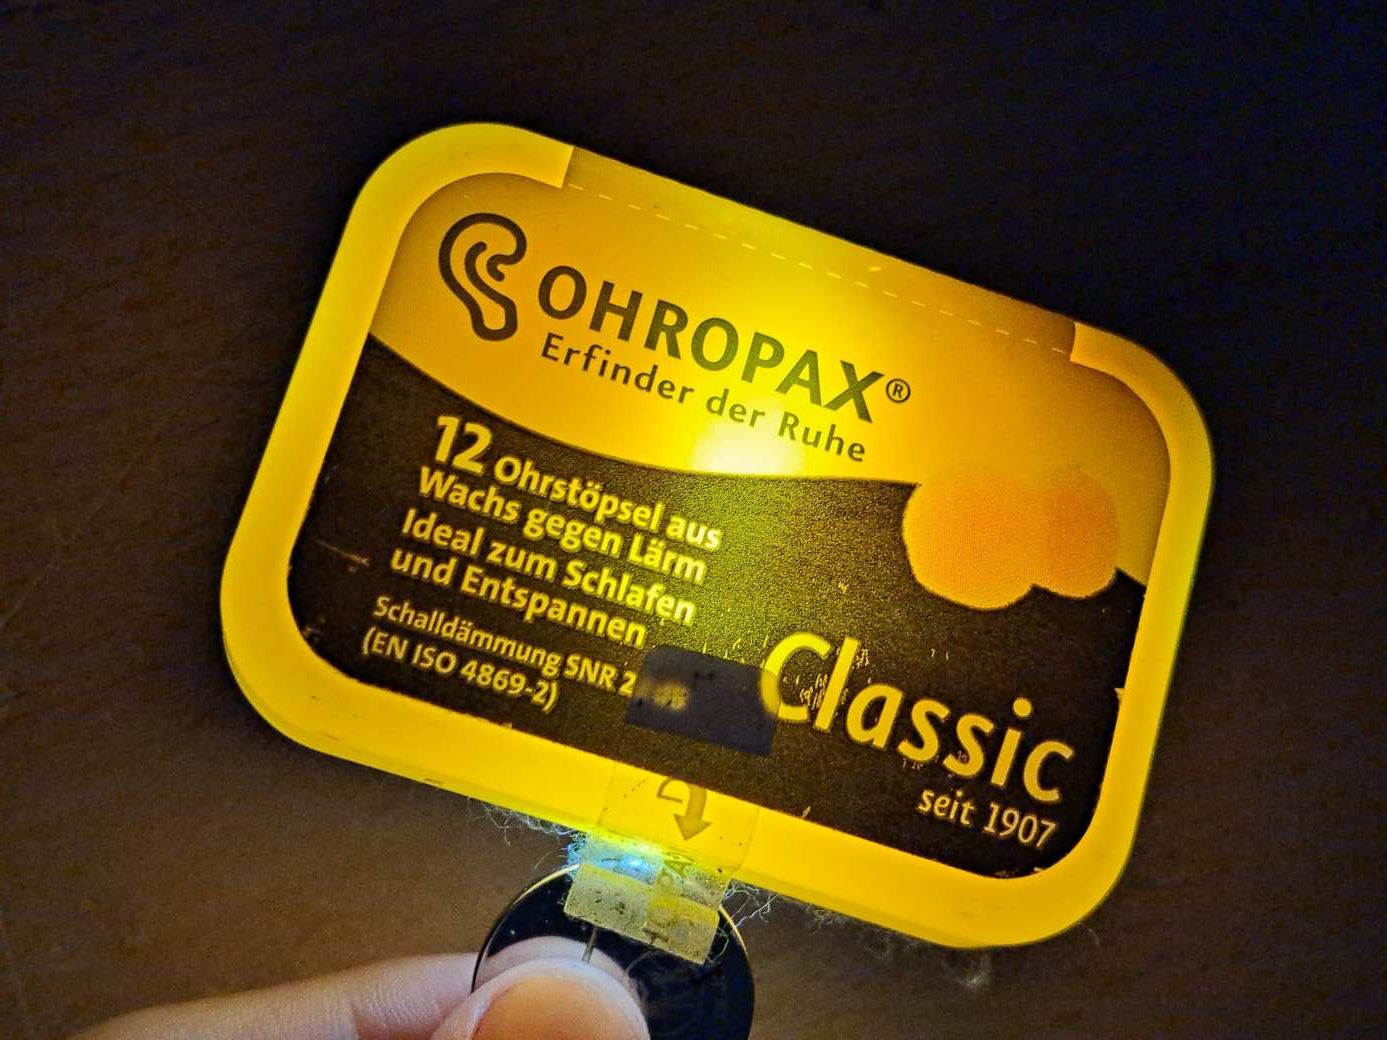 OHROPAX®
Erfinder der Ruhe
12 Ohrstöpsel aus
Wachs gegen Lärm
Ideal zum Schlafen
und Entspannen
Schalldämmung SNR 2
(EN ISO 4869-2)
Classic
seit 1907